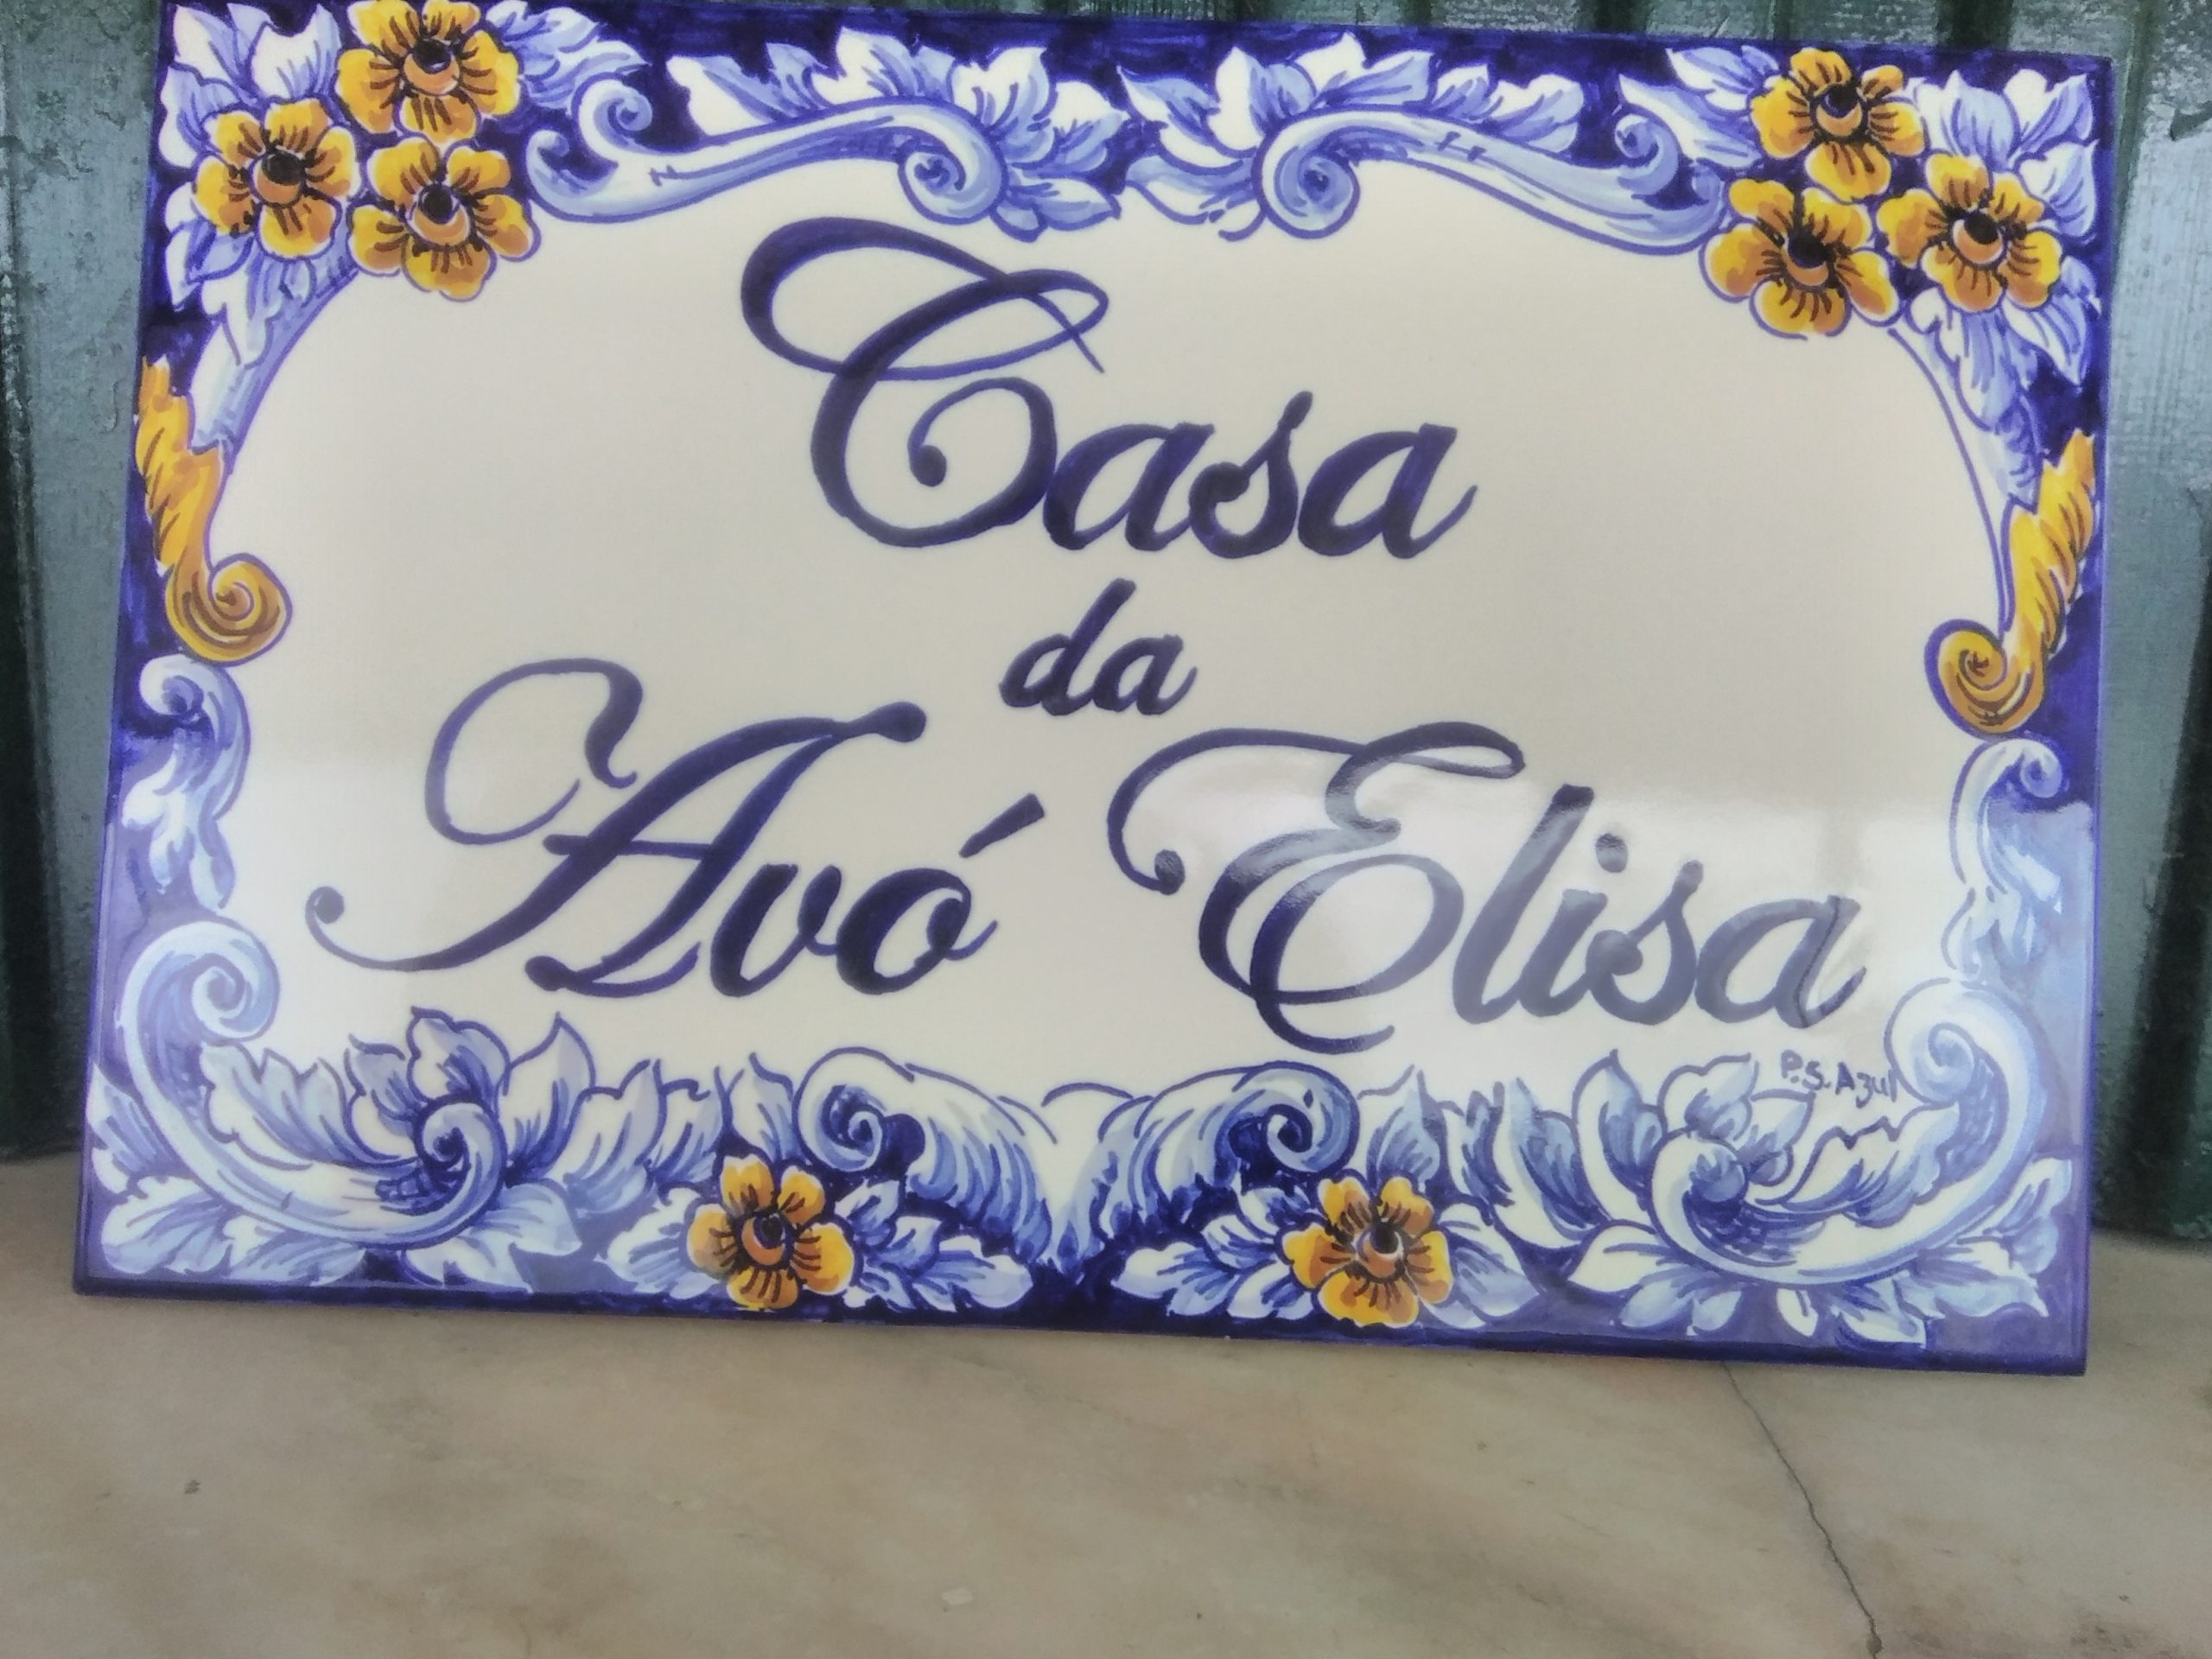 Casa
da
Avó Elisa
P.S. Azul